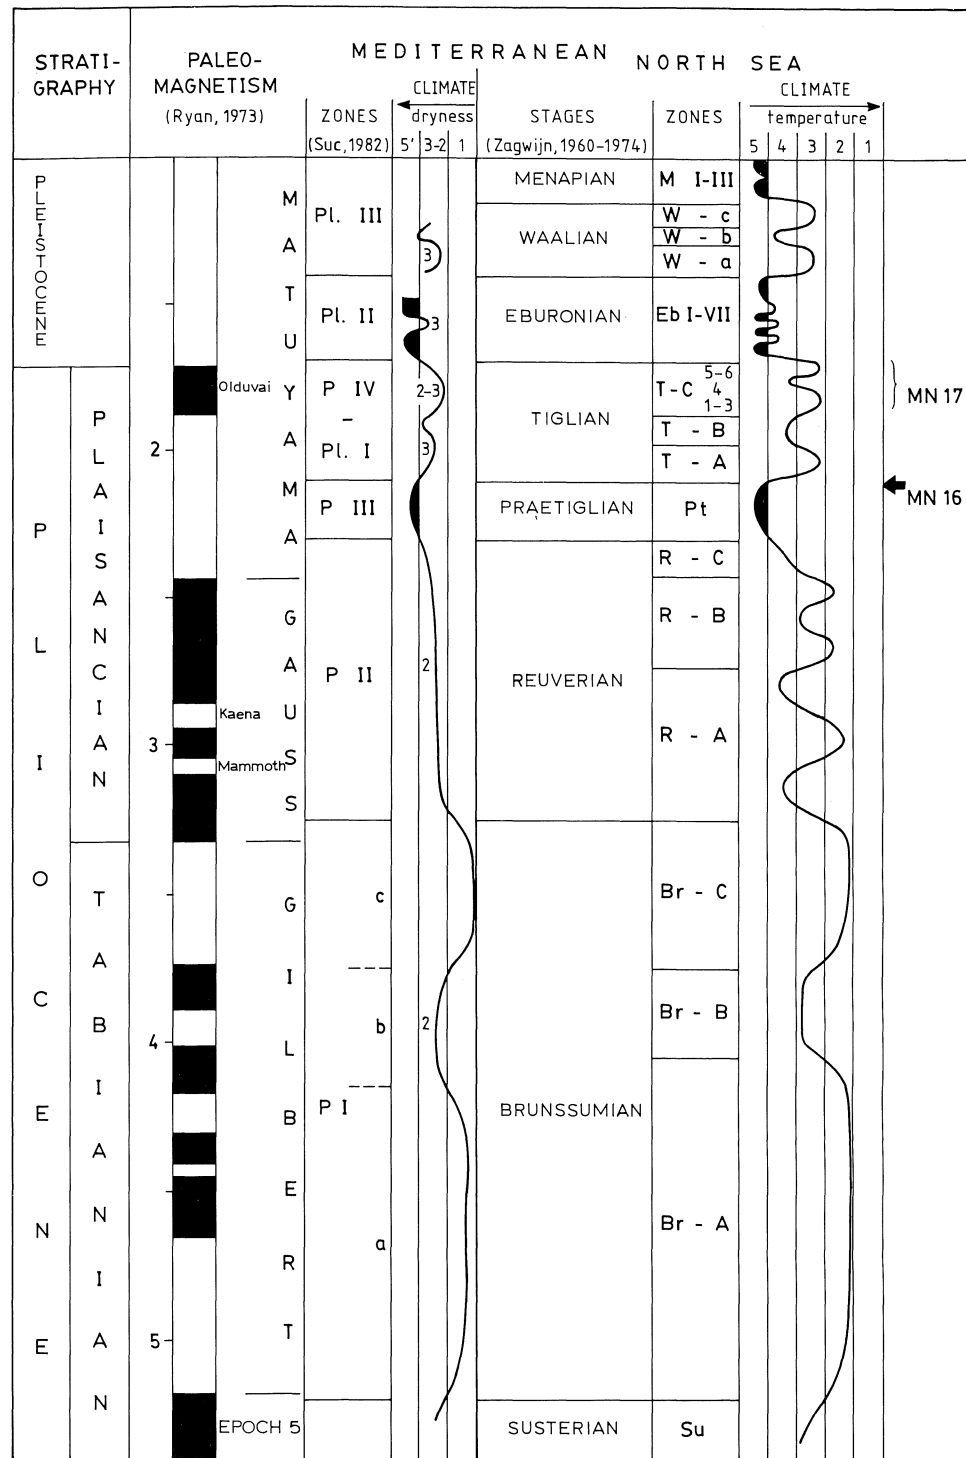 MEDITERRANEAN
NORTH SEA
STRATI-
GRAPHY
PALEO-
MAGNETISM
(Ryan, 1973)
ZONES
(Suc, 1982)
CLIMATE
dryness
5' 3-2 1
STAGES
(Zagwijn, 1960-1974)
ZONES
CLIMATE
temperature
5 4 3 2 1
PLEISTOCENE
PLIOCENE
PLAISANCIAN
TABIANIAN
2
3
4
5
Olduvai
Kaena
Mammoth
MATUYAMA
GAUSS
GILBERT
EPOCH 5
Pl. III
Pl. II
P IV
-
Pl. I
P III
P II
c
b
P I
a
3
3
2-3
3
2
2
MENAPIAN
WAALIAN
EBURONIAN
TIGLIAN
PRAETIGLIAN
REUVERIAN
BRUNSSUMIAN
SUSTERIAN
M I-III
W - c
W - b
W - a
Eb I-VII
5-6
T-C 4
1-3
T - B
T - A
Pt
R - C
R - B
R - A
Br - C
Br - B
Br - A
Su
MN 17
MN 16